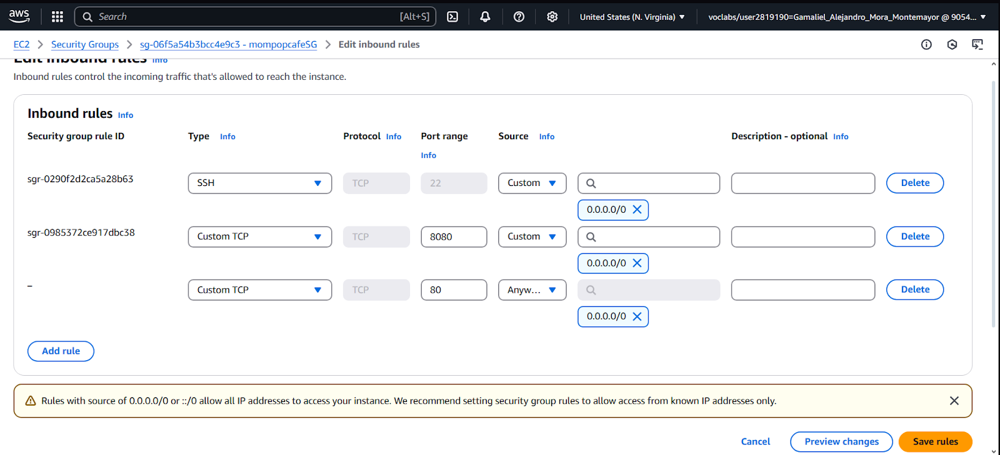 aws
Search [Alt+S]
United States (N. Virginia)
voclabs/user2819190=Gamaliel_Alejandro_Mora_Montemayor @ 9054...
EC2 > Security Groups > sg-06f5a54b3bcc4e9c3 - mompopcafeSG > Edit inbound rules
Edit inbound rules Info
Inbound rules control the incoming traffic that's allowed to reach the instance.
Inbound rules Info
Security group rule ID
Type Info
Protocol Info
Port range
Info
Source Info
Description - optional Info
sgr-0290f2d2ca5a28b63
SSH
TCP
22
Custom
0.0.0.0/0
Delete
sgr-0985372ce917dbc38
Custom TCP
TCP
8080
Custom
0.0.0.0/0
Delete
–
Custom TCP
TCP
80
Anyw...
0.0.0.0/0
Delete
Add rule
Rules with source of 0.0.0.0/0 or ::/0 allow all IP addresses to access your instance. We recommend setting security group rules to allow access from known IP addresses only.
Cancel
Preview changes
Save rules